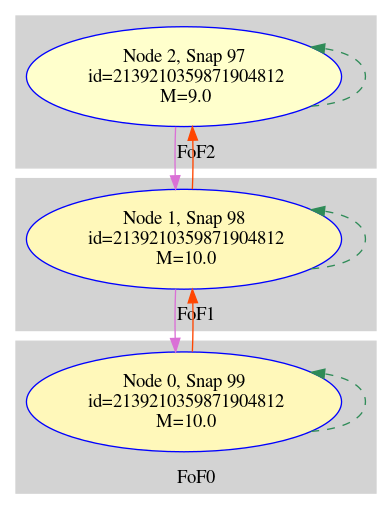 Node 2, Snap 97
id=2139210359871904812
M=9.0
FoF2
Node 1, Snap 98
id=2139210359871904812
M=10.0
FoF1
Node 0, Snap 99
id=2139210359871904812
M=10.0
FoF0